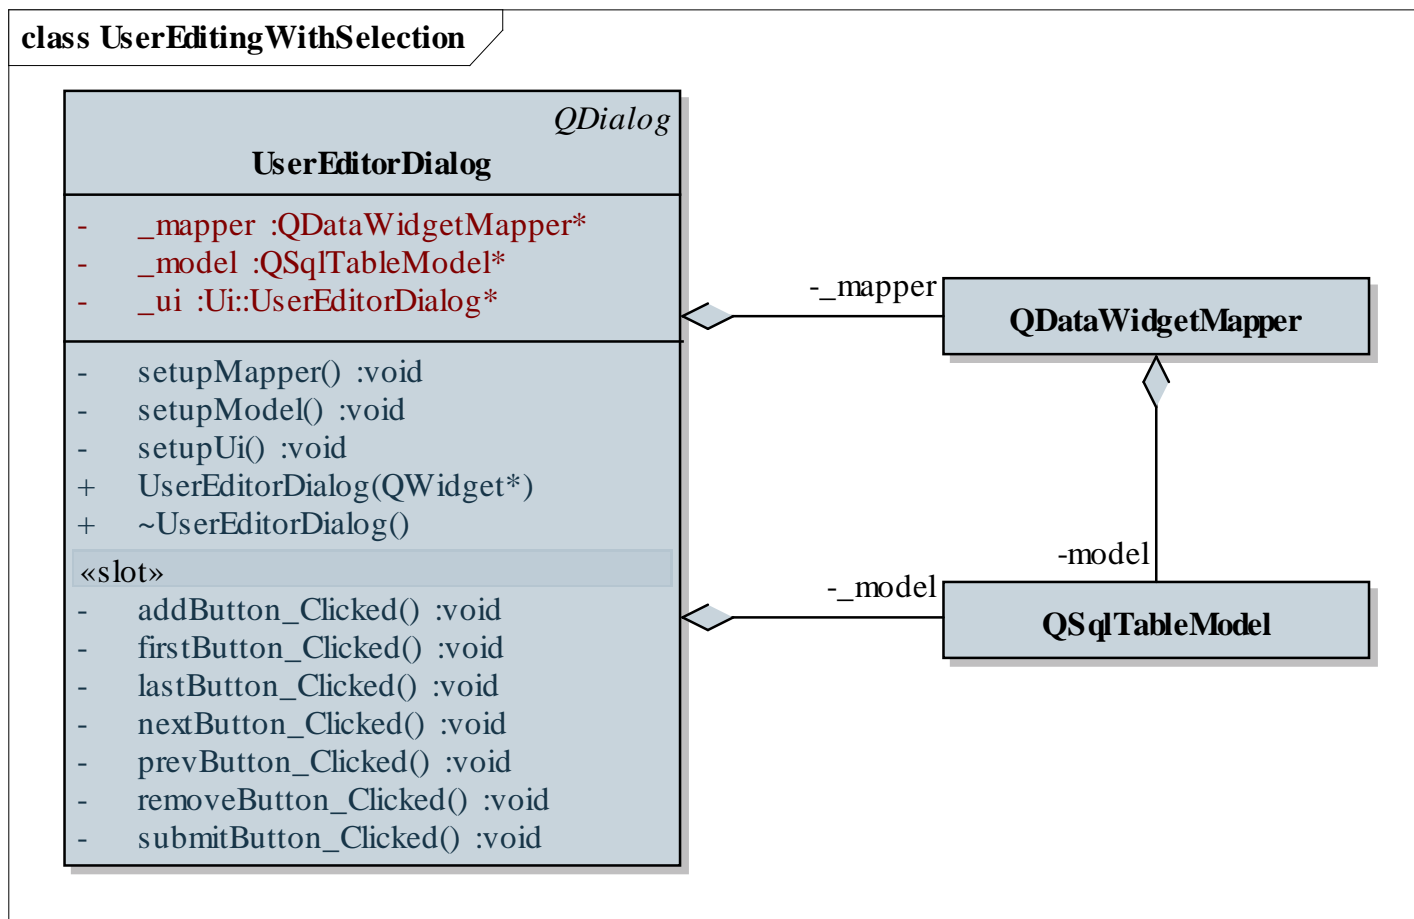 class UserEditingWithSelection
QDialog
UserEditorDialog
- _mapper :QDataWidgetMapper*
- _model :QSqlTableModel*
- _ui :Ui::UserEditorDialog*
- setupMapper() :void
- setupModel() :void
- setupUi() :void
+ UserEditorDialog(QWidget*)
+ ~UserEditorDialog()
«slot»
- addButton_Clicked() :void
- firstButton_Clicked() :void
- lastButton_Clicked() :void
- nextButton_Clicked() :void
- prevButton_Clicked() :void
- removeButton_Clicked() :void
- submitButton_Clicked() :void
-_mapper
QDataWidgetMapper
-model
-_model
QSqlTableModel